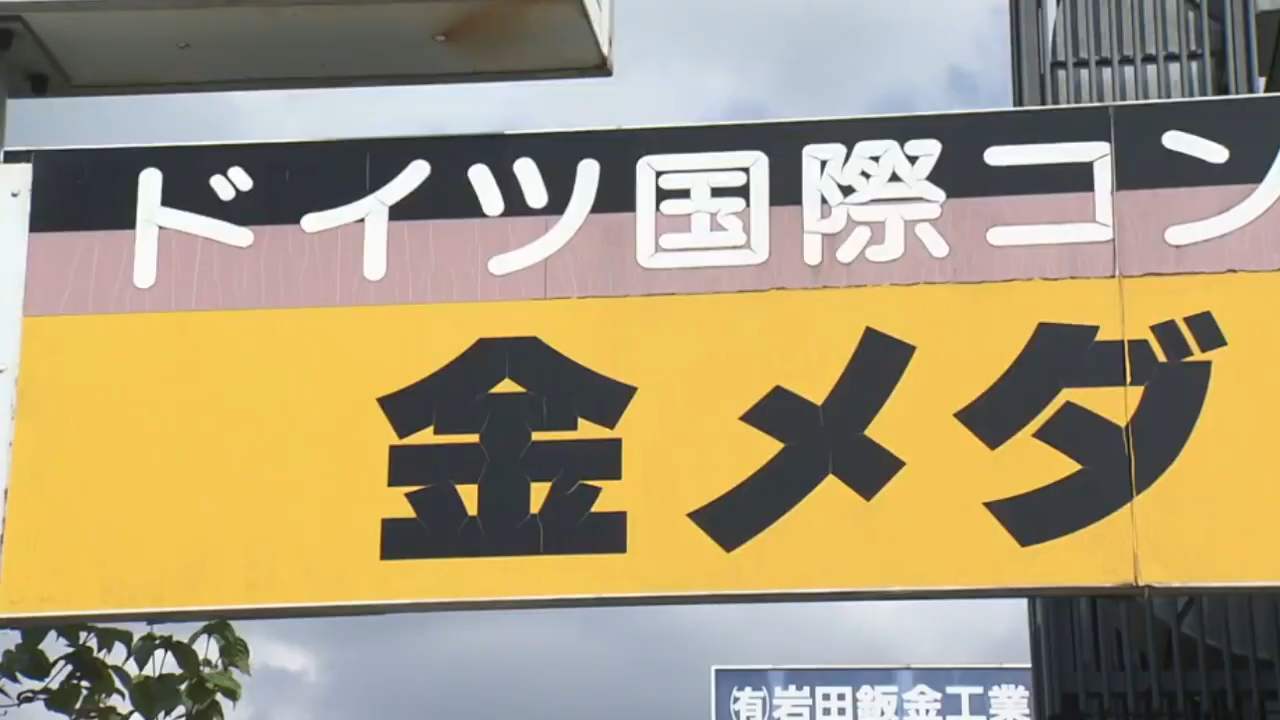 ドイツ国際コン
金メダ
㈲岩田鈑金工業